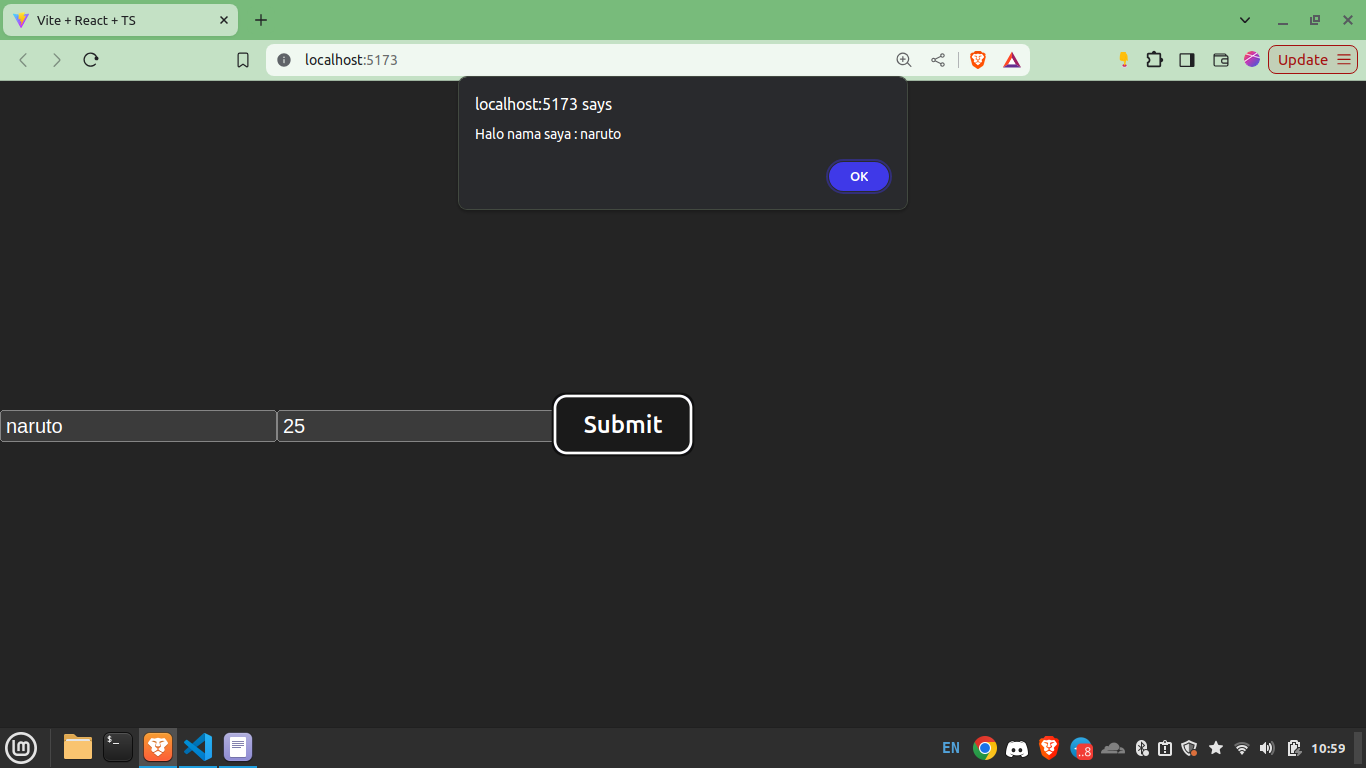 Vite + React + TS
localhost:5173
Update
localhost:5173 says
Halo nama saya : naruto
OK
naruto
25
Submit
$_
EN
..8
10:59